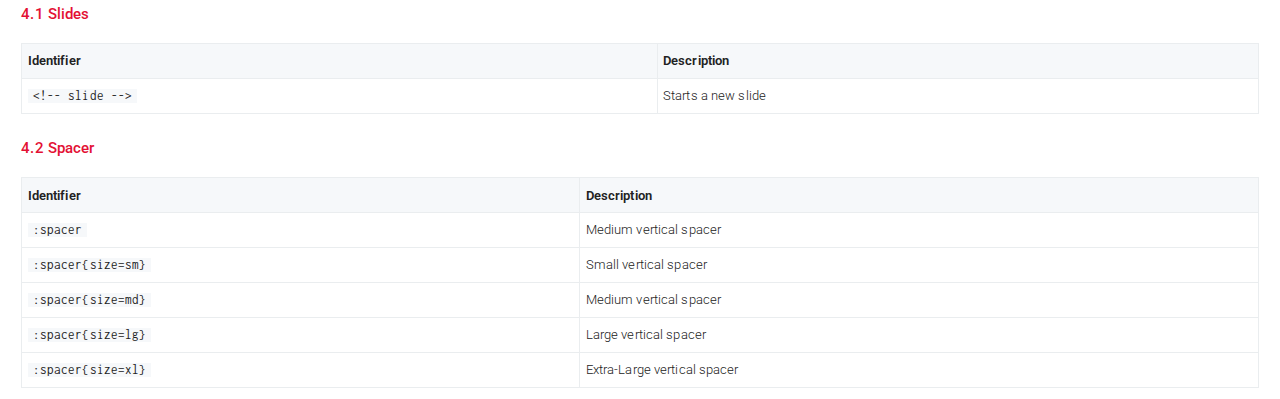 4.1 Slides
Identifier Description
<!-- slide --> Starts a new slide
4.2 Spacer
Identifier Description
:spacer Medium vertical spacer
:spacer{size=sm} Small vertical spacer
:spacer{size=md} Medium vertical spacer
:spacer{size=lg} Large vertical spacer
:spacer{size=xl} Extra-Large vertical spacer